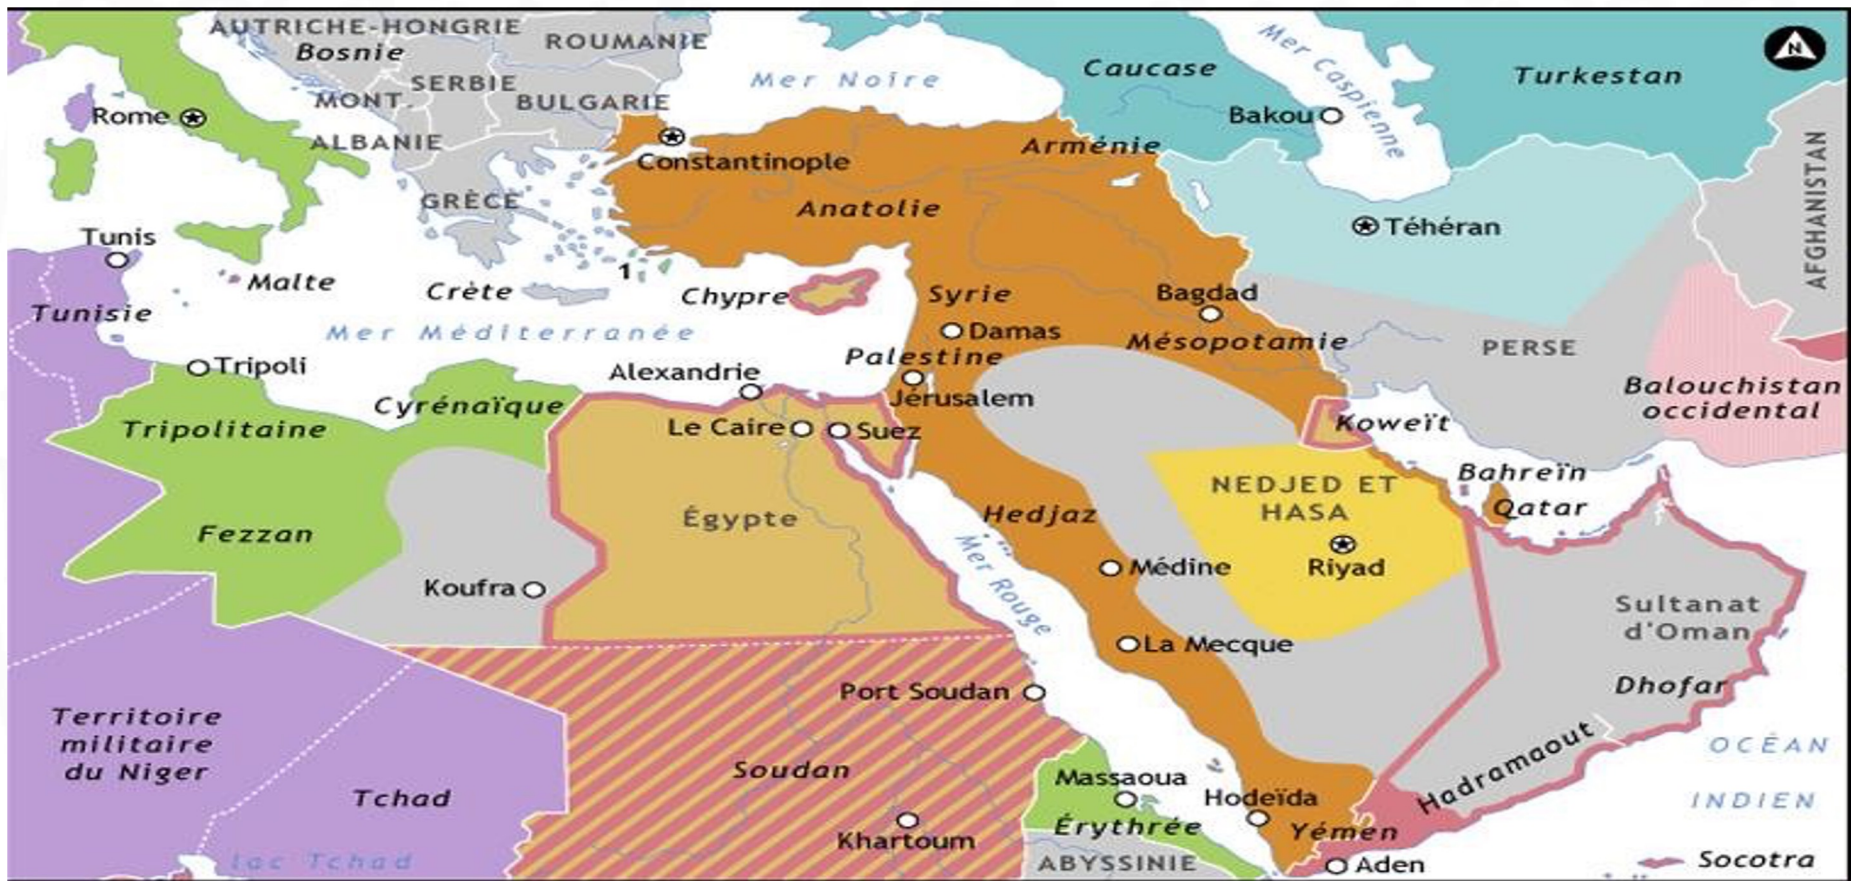 AUTRICHE-HONGRIE
Bosnie
ROUMANIE
SERBIE
MONT.
BULGARIE
ALBANIE
GRÈCE
Rome
Mer Noire
Caucase
Mer Caspienne
Turkestan
N
Bakou
AFGHANISTAN
Constantinople
Arménie
Anatolie
Téhéran
Tunis
Malte
Tunisie
Crète
1
Chypre
Mer Méditerranée
Syrie
Damas
Bagdad
Mésopotamie
PERSE
Balouchistan
occidental
Tripoli
Alexandrie
Palestine
Jérusalem
Cyrénaïque
Tripolitaine
Le Caire
Suez
Koweït
Bahreïn
Qatar
NEDJED ET
HASA
Riyad
Fezzan
Égypte
Hedjaz
Médine
Koufra
Mer Rouge
La Mecque
Sultanat
d'Oman
Dhofar
Port Soudan
Territoire
militaire
du Niger
Tchad
Soudan
Massaoua
Hodeïda
Hadramaout
OCÉAN
INDIEN
Khartoum
Érythrée
Yémen
lac Tchad
ABYSSINIE
Aden
Socotra